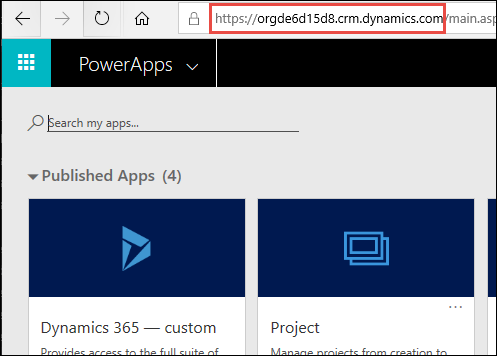 https://orgde6d15d8.crm.dynamics.com/main.asp
PowerApps
Search my apps...
Published Apps (4)
Dynamics 365 — custom
Provides access to the full suite of
Project
Manage projects from creation to